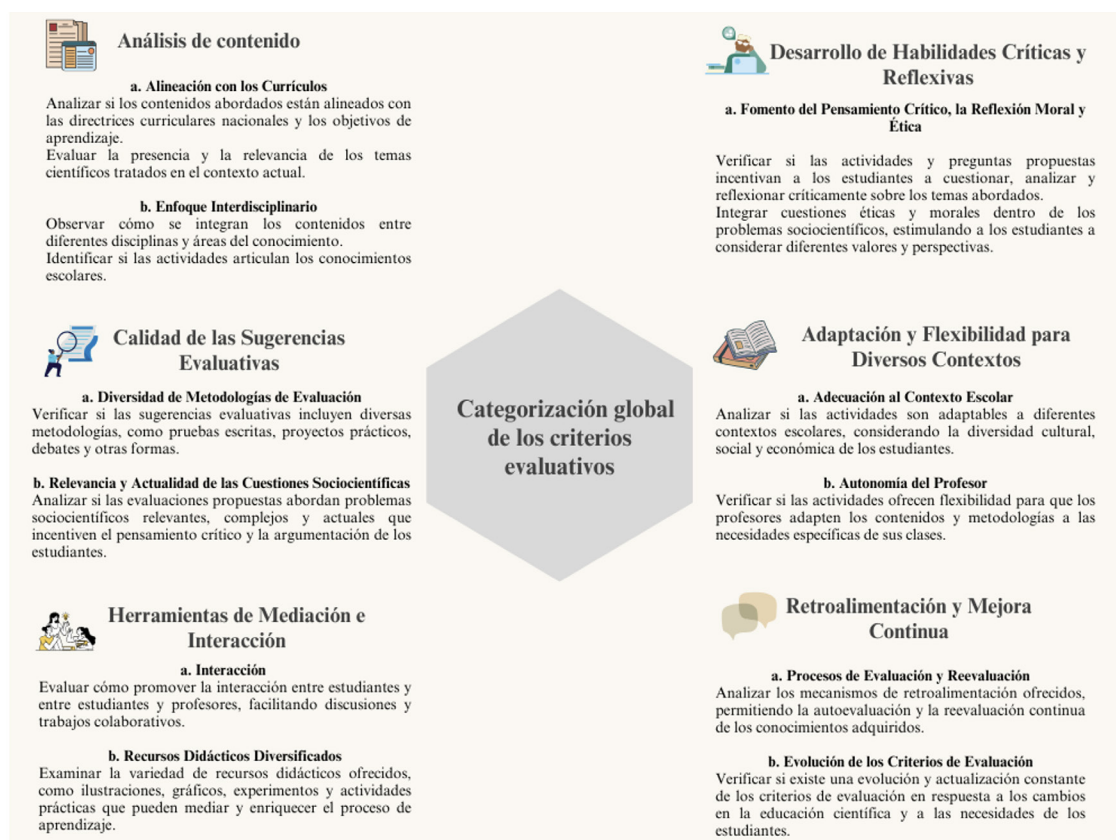 Análisis de contenido
a. Alineación con los Currículos
Analizar si los contenidos abordados están alineados con
las directrices curriculares nacionales y los objetivos de
aprendizaje.
Evaluar la presencia y la relevancia de los temas
científicos tratados en el contexto actual.
b. Enfoque Interdisciplinario
Observar cómo se integran los contenidos entre
diferentes disciplinas y áreas del conocimiento.
Identificar si las actividades articulan los conocimientos
escolares.
Calidad de las Sugerencias
Evaluativas
a. Diversidad de Metodologías de Evaluación
Verificar si las sugerencias evaluativas incluyen diversas
metodologías, como pruebas escritas, proyectos prácticos,
debates y otras formas.
b. Relevancia y Actualidad de las Cuestiones Sociocientíficas
Analizar si las evaluaciones propuestas abordan problemas
sociocientíficos relevantes, complejos y actuales que
incentiven el pensamiento crítico y la argumentación de los
estudiantes.
Herramientas de Mediación e
Interacción
a. Interacción
Evaluar cómo promover la interacción entre estudiantes y
entre estudiantes y profesores, facilitando discusiones y
trabajos colaborativos.
b. Recursos Didácticos Diversificados
Examinar la variedad de recursos didácticos ofrecidos,
como ilustraciones, gráficos, experimentos y actividades
prácticas que pueden mediar y enriquecer el proceso de
aprendizaje.
Categorización global
de los criterios
evaluativos
Desarrollo de Habilidades Críticas y
Reflexivas
a. Fomento del Pensamiento Crítico, la Reflexión Moral y
Ética
Verificar si las actividades y preguntas propuestas
incentivan a los estudiantes a cuestionar, analizar y
reflexionar críticamente sobre los temas abordados.
Integrar cuestiones éticas y morales dentro de los
problemas sociocientíficos, estimulando a los estudiantes a
considerar diferentes valores y perspectivas.
Adaptación y Flexibilidad para
Diversos Contextos
a. Adecuación al Contexto Escolar
Analizar si las actividades son adaptables a diferentes
contextos escolares, considerando la diversidad cultural,
social y económica de los estudiantes.
b. Autonomía del Profesor
Verificar si las actividades ofrecen flexibilidad para que los
profesores adapten los contenidos y metodologías a las
necesidades específicas de sus clases.
Retroalimentación y Mejora
Continua
a. Procesos de Evaluación y Reevaluación
Analizar los mecanismos de retroalimentación ofrecidos,
permitiendo la autoevaluación y la reevaluación continua
de los conocimientos adquiridos.
b. Evolución de los Criterios de Evaluación
Verificar si existe una evolución y actualización constante
de los criterios de evaluación en respuesta a los cambios
en la educación científica y a las necesidades de los
estudiantes.